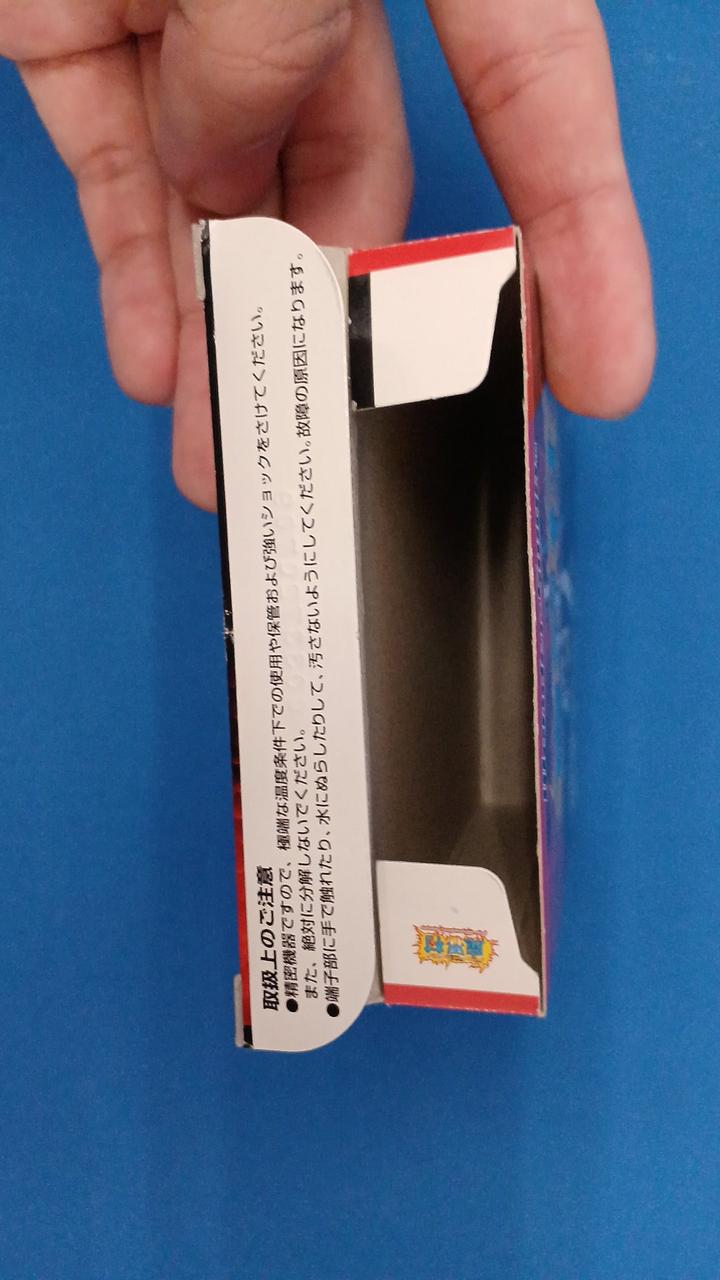 取扱上のご注意
●精密機器ですので、極端な温度条件下での使用や保管および強いショックをさけてください。
また、絶対に分解しないでください。
●端子部に手で触れたり、水にぬらしたりして、汚さないようにしてください。故障の原因になります。